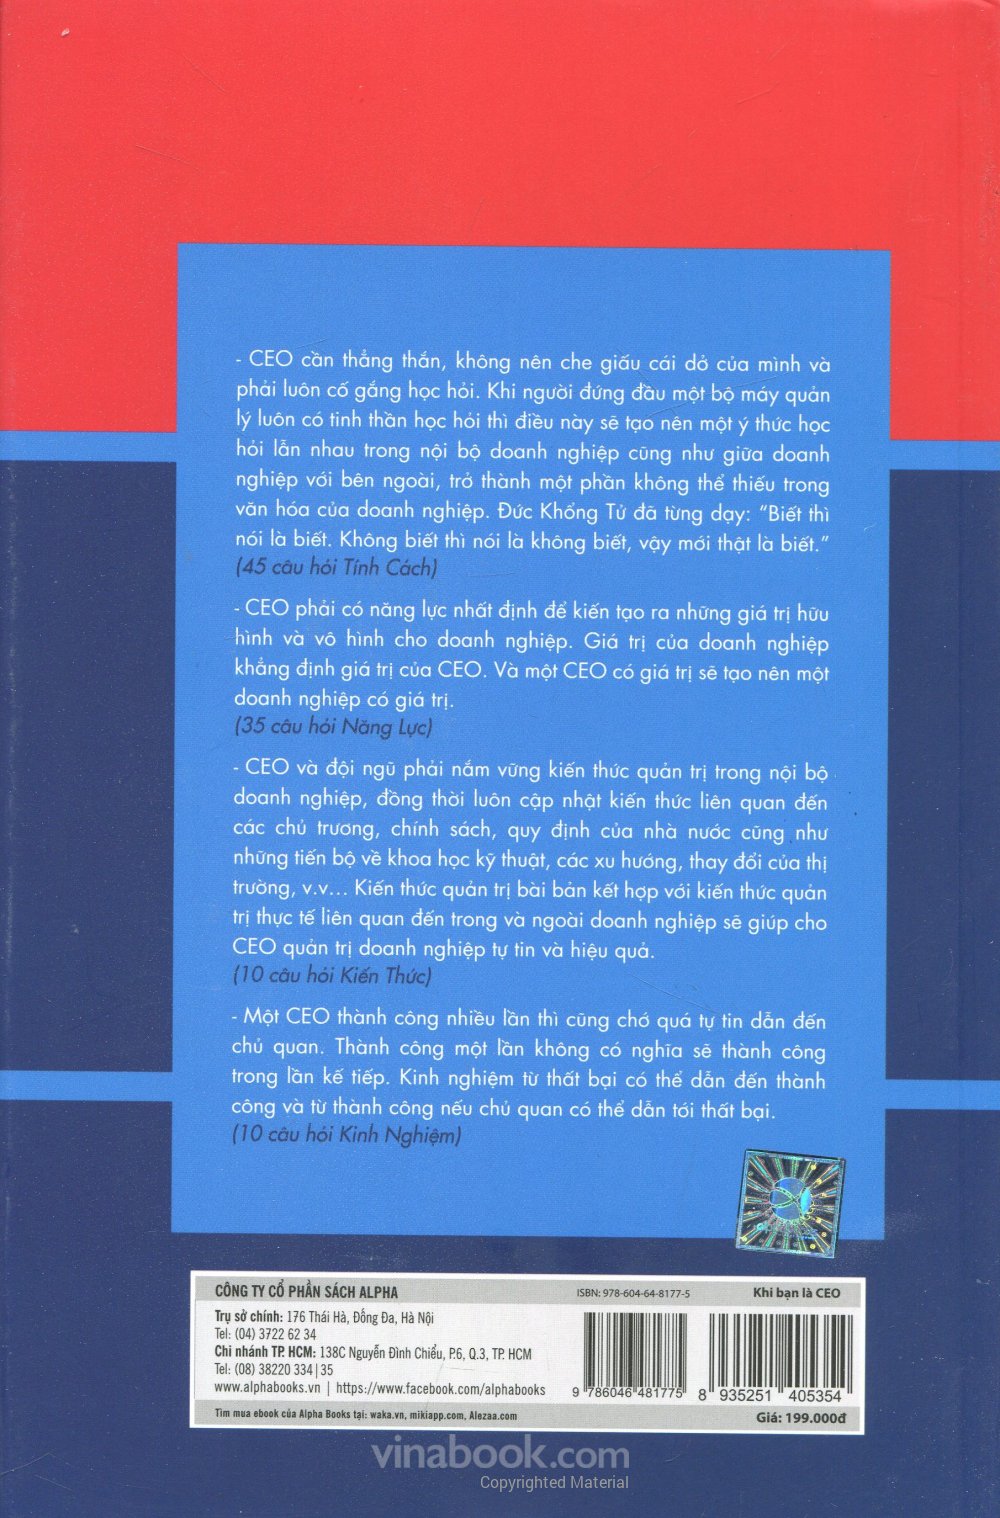 - CEO cần thẳng thắn, không nên che giấu cái dở của mình và
phải luôn cố gắng học hỏi. Khi người đứng đầu một bộ máy quản
lý luôn có tinh thần học hỏi thì điều này sẽ tạo nên một ý thức học
hỏi lẫn nhau trong nội bộ doanh nghiệp cũng như giữa doanh
nghiệp với bên ngoài, trở thành một phần không thể thiếu trong
văn hóa của doanh nghiệp. Đức Khổng Tử đã từng dạy: “Biết thì
nói là biết. Không biết thì nói là không biết, vậy mới thật là biết.”
(45 câu hỏi Tính Cách)
- CEO phải có năng lực nhất định để kiến tạo ra những giá trị hữu
hình và vô hình cho doanh nghiệp. Giá trị của doanh nghiệp
khẳng định giá trị của CEO. Và một CEO có giá trị sẽ tạo nên một
doanh nghiệp có giá trị.
(35 câu hỏi Năng Lực)
- CEO và đội ngũ phải nắm vững kiến thức quản trị trong nội bộ
doanh nghiệp, đồng thời luôn cập nhật kiến thức liên quan đến
các chủ trương, chính sách, quy định của nhà nước cũng như
những tiến bộ về khoa học kỹ thuật, các xu hướng, thay đổi của thị
trường, v.v... Kiến thức quản trị bài bản kết hợp với kiến thức quản
trị thực tế liên quan đến trong và ngoài doanh nghiệp sẽ giúp cho
CEO quản trị doanh nghiệp tự tin và hiệu quả.
(10 câu hỏi Kiến Thức)
- Một CEO thành công nhiều lần thì cũng chớ quá tự tin dẫn đến
chủ quan. Thành công một lần không có nghĩa sẽ thành công
trong lần kế tiếp. Kinh nghiệm từ thất bại có thể dẫn đến thành
công và từ thành công nếu chủ quan có thể dẫn tới thất bại.
(10 câu hỏi Kinh Nghiệm)
CÔNG TY CỔ PHẦN SÁCH ALPHA
Trụ sở chính: 176 Thái Hà, Đống Đa, Hà Nội
Tel: (04) 3722 62 34
Chi nhánh TP. HCM: 138C Nguyễn Đình Chiểu, P.6, Q.3, TP. HCM
Tel: (08) 38220 334 | 35
www.alphabooks.vn | https://www.facebook.com/alphabooks
Tìm mua ebook của Alpha Books tại: waka.vn, mikiapp.com, Alezaa.com
ISBN: 978-604-64-8177-5
Khi bạn là CEO
9 786046 481775
8 935251 405354
Giá: 199.000đ
vinabook.com
Copyrighted Material